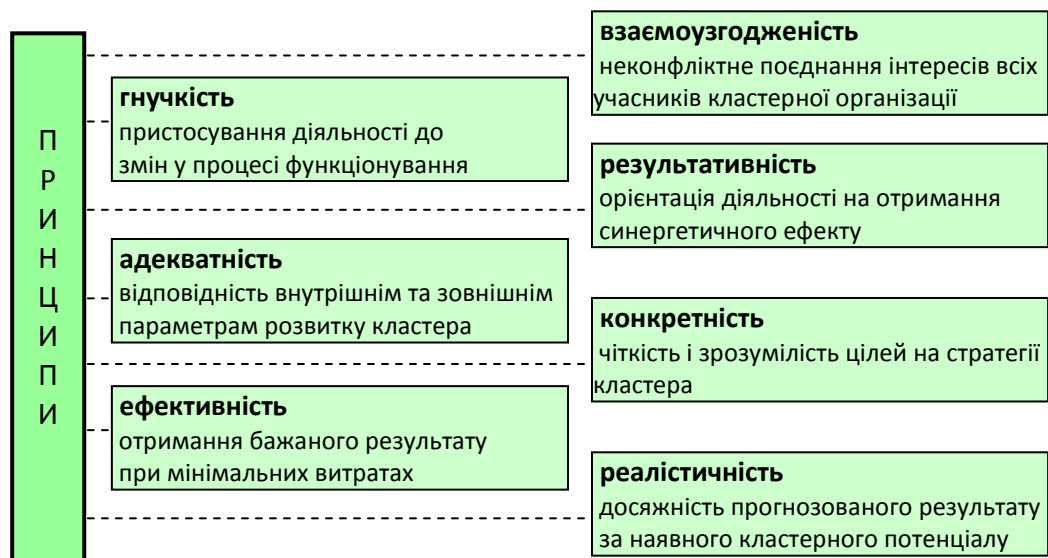 ПРИНЦИПИ
взаємоузгодженість
неконфліктне поєднання інтересів всіх
учасників кластерної організації
гнучкість
пристосування діяльності до
змін у процесі функціонування
результативність
орієнтація діяльності на отримання
синергетичного ефекту
адекватність
відповідність внутрішнім та зовнішнім
параметрам розвитку кластера
конкретність
чіткість і зрозумілість цілей на стратегії
кластера
ефективність
отримання бажаного результату
при мінімальних витратах
реалістичність
досяжність прогнозованого результату
за наявного кластерного потенціалу